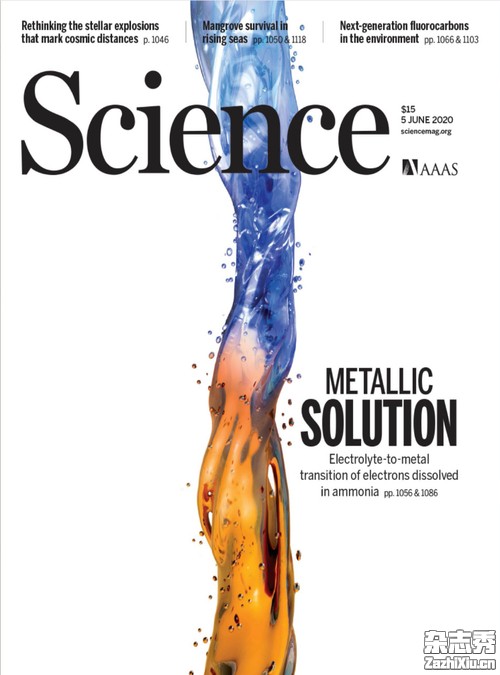 Rethinking the stellar explosions
that mark cosmic distances p. 1046
Mangrove survival in
rising seas pp. 1050 & 1118
Next-generation fluorocarbons
in the environment pp. 1066 & 1103
Science
$15
5 JUNE 2020
sciencemag.org
AAAS
METALLIC
SOLUTION
Electrolyte-to-metal
transition of electrons dissolved
in ammonia pp. 1056 & 1086
杂志秀
ZaZhiXiu.cn